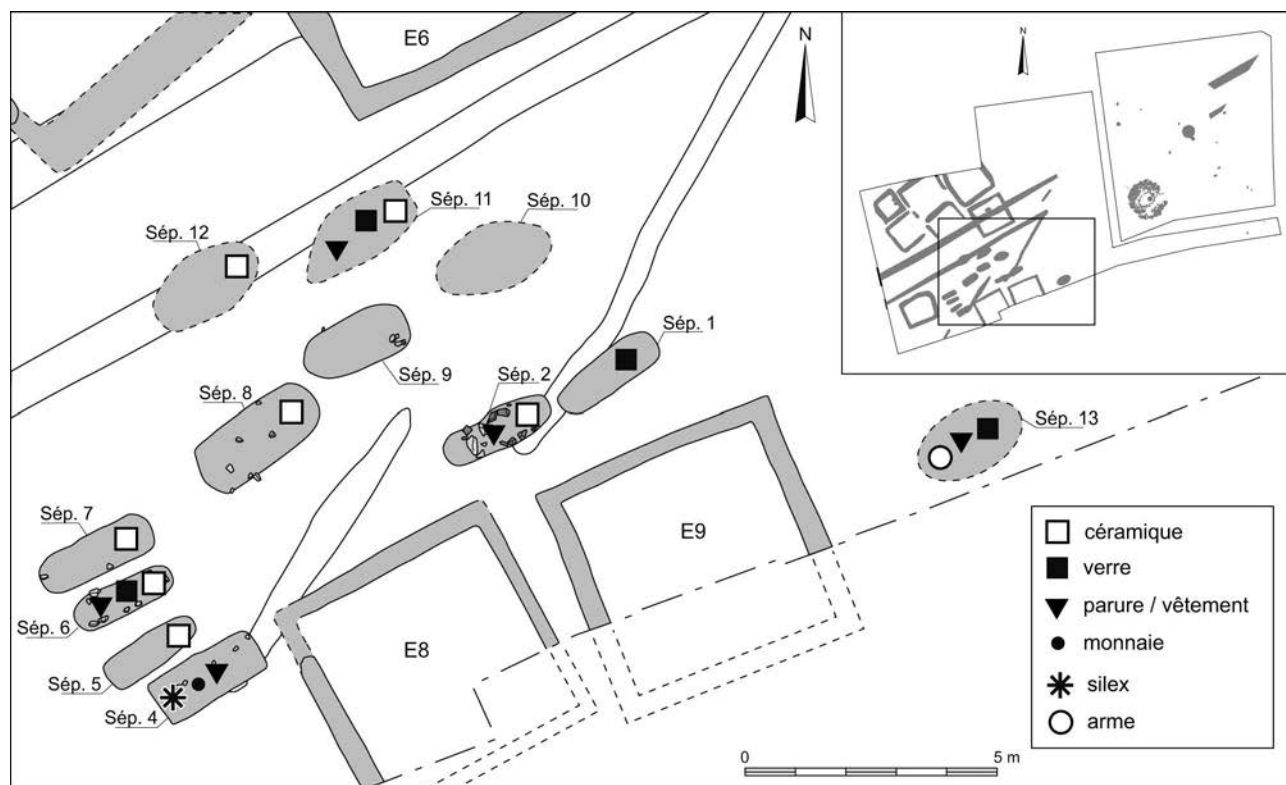 E6
N
N
Sép. 11
Sép. 10
Sép. 12
Sép. 1
Sép. 9
Sép. 2
Sép. 8
Sép. 13
Sép. 7
E9
Sép. 6
E8
Sép. 5
Sép. 4
céramique
verre
parure / vêtement
monnaie
silex
arme
0 5 m